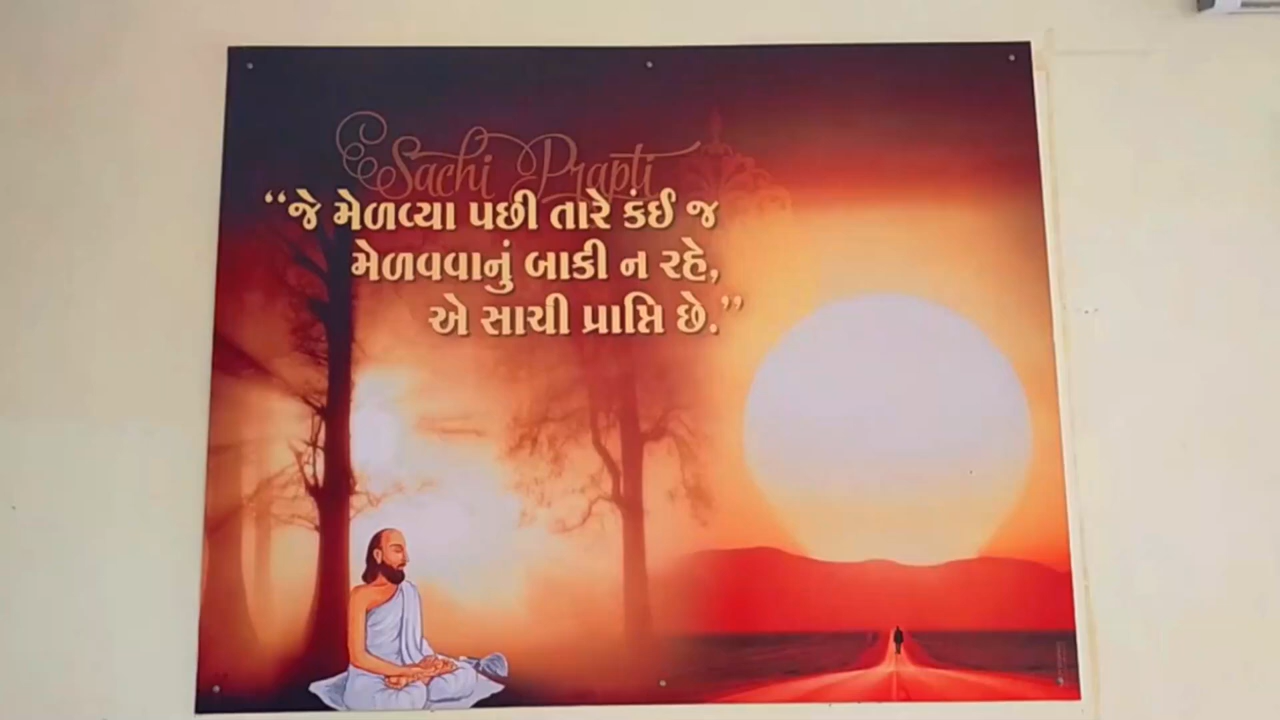 Sachi Prapti
“જે મેળવ્યા પછી તારે કંઈ જ
મેળવવાનું બાકી ન રહે,
એ સાચી પ્રાપ્તિ છે.”